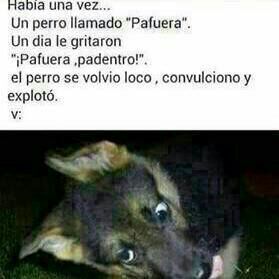 Había una vez...
Un perro llamado "Pafuera".
Un dia le gritaron
"¡Pafuera ,padentro!".
el perro se volvio loco , convulciono y
explotó.
v: